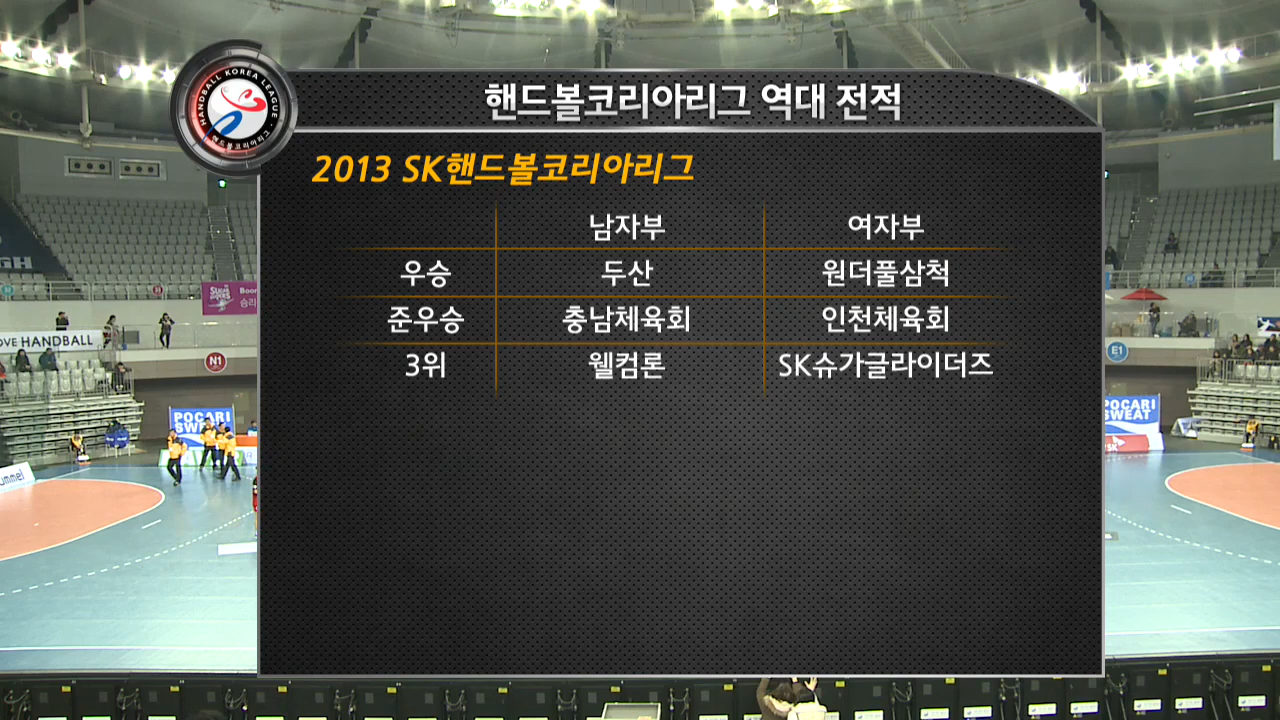 핸드볼코리아리그 역대 전적
HANDBALL KOREA LEAGUE · 핸드볼코리아리그
2013 SK핸드볼코리아리그
남자부 여자부
우승 두산 원더풀삼척
준우승 충남체육회 인천체육회
3위 웰컴론 SK슈가글라이더즈
OVE HANDBALL
N1
E1
POCARI
SWEAT
POCARI
SWEAT
SK
ummel